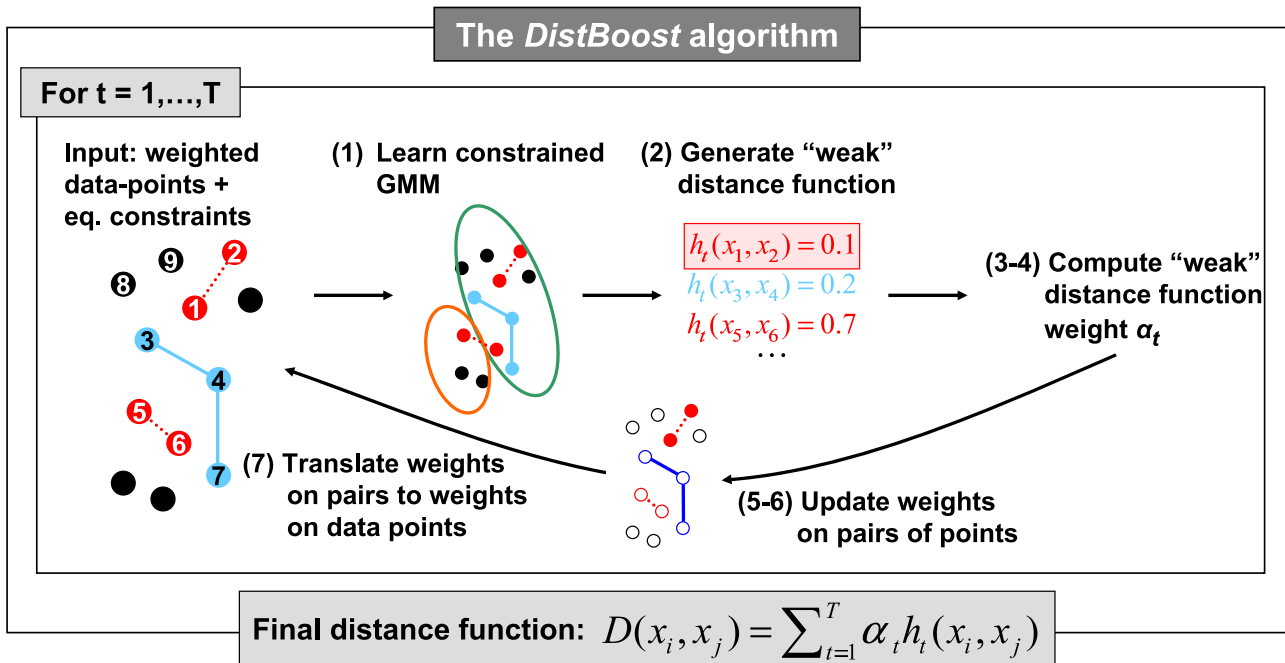 The DistBoost algorithm
For t = 1,…,T
Input: weighted
data-points +
eq. constraints
(1) Learn constrained
GMM
(2) Generate “weak”
distance function
h_t(x_1, x_2) = 0.1
h_t(x_3, x_4) = 0.2
h_t(x_5, x_6) = 0.7
…
(3-4) Compute “weak”
distance function
weight α_t
2
9
8
1
3
4
5
6
7
(7) Translate weights
on pairs to weights
on data points
(5-6) Update weights
on pairs of points
Final distance function: D(x_i, x_j) = ∑_{t=1}^{T} α_t h_t(x_i, x_j)